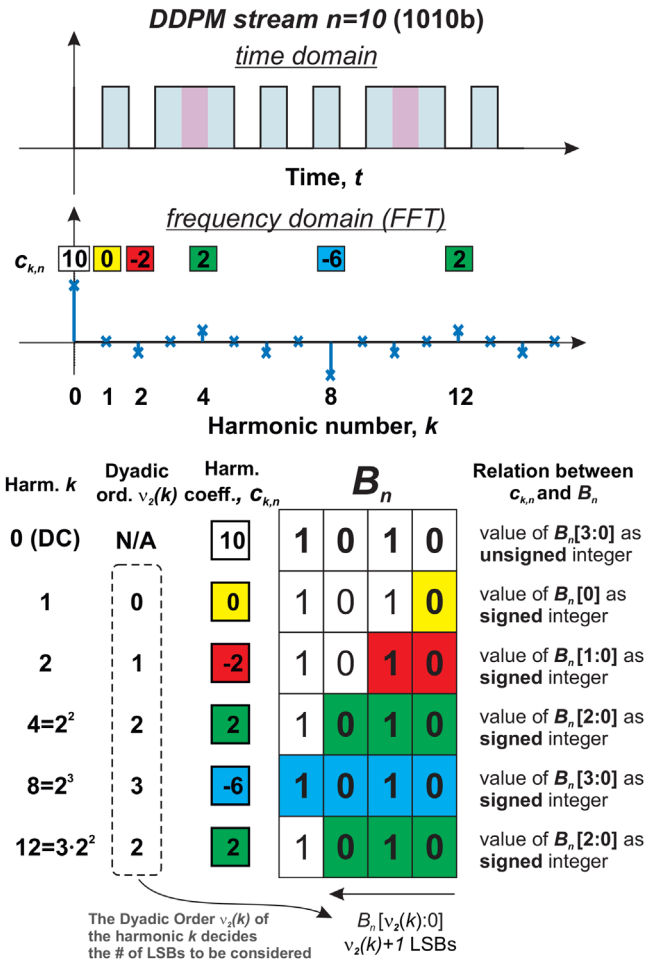 DDPM stream n=10 (1010b)
time domain
Time, t
frequency domain (FFT)
c_{k,n} 10 0 -2 2 -6 2
0 1 2 4 8 12
Harmonic number, k
Harm. k
Dyadic
ord. ν₂(k)
Harm.
coeff., c_{k,n}
B_n
Relation between
c_{k,n} and B_n
0 (DC) N/A 10 1 0 1 0
value of B_n[3:0] as
unsigned integer
1 0 0 1 0 1 0
value of B_n[0] as
signed integer
2 1 -2 1 0 1 0
value of B_n[1:0] as
signed integer
4=2² 2 2 1 0 1 0
value of B_n[2:0] as
signed integer
8=2³ 3 -6 1 0 1 0
value of B_n[3:0] as
signed integer
12=3·2² 2 2 1 0 1 0
value of B_n[2:0] as
signed integer
The Dyadic Order ν₂(k) of
the harmonic k decides
the # of LSBs to be considered
B_n[ν₂(k):0]
ν₂(k)+1 LSBs